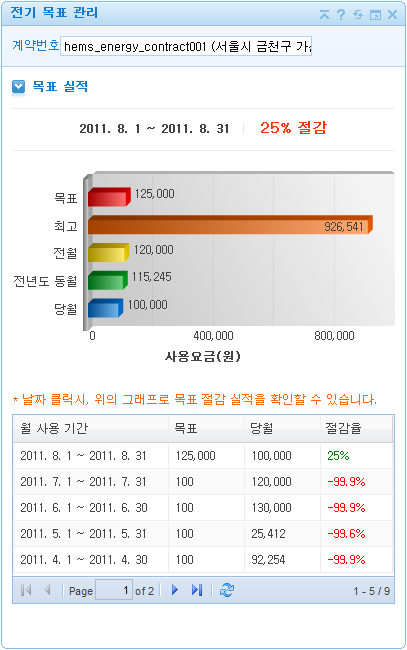 전기 목표 관리
계약번호 hems_energy_contract001 (서울시 금천구 가
목표 실적
2011. 8. 1 ~ 2011. 8. 31 25% 절감
목표 125,000
최고 926,541
전월 120,000
전년도 동월 115,245
당월 100,000
0 400,000 800,000
사용요금(원)
* 날짜 클릭시, 위의 그래프로 목표 절감 실적을 확인할 수 있습니다.
월 사용 기간 목표 당월 절감율
2011. 8. 1 ~ 2011. 8. 31 125,000 100,000 25%
2011. 7. 1 ~ 2011. 7. 31 100 120,000 -99.9%
2011. 6. 1 ~ 2011. 6. 30 100 130,000 -99.9%
2011. 5. 1 ~ 2011. 5. 31 100 25,412 -99.6%
2011. 4. 1 ~ 2011. 4. 30 100 92,254 -99.9%
Page 1 of 2 1 - 5 / 9